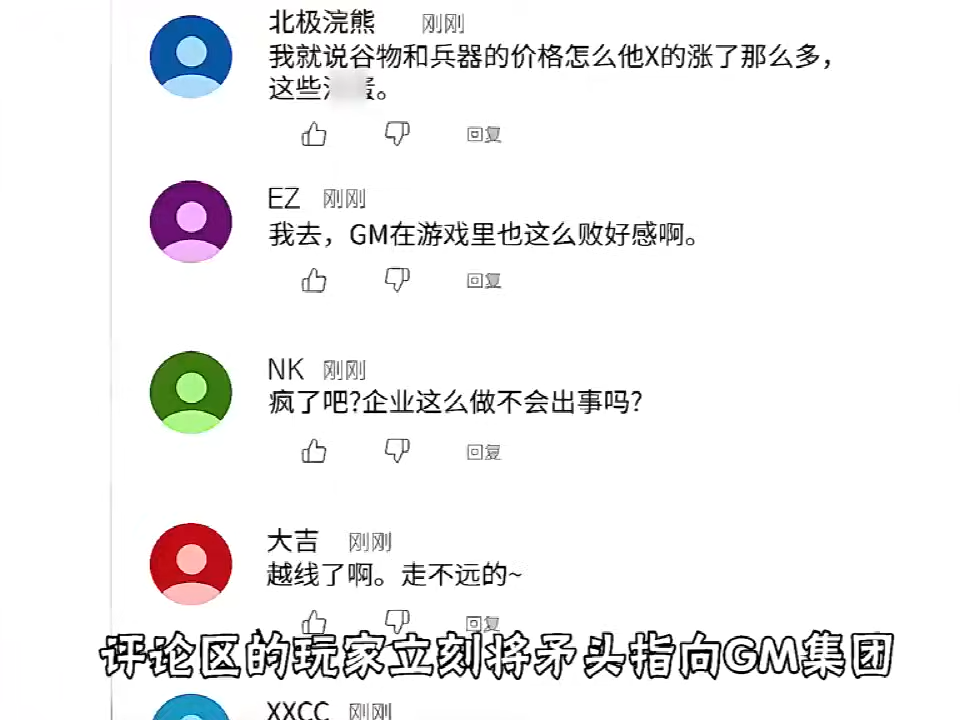 北极浣熊 刚刚
我就说谷物和兵器的价格怎么他X的涨了那么多，
这些 。
回复
EZ 刚刚
我去，GM在游戏里也这么败好感啊。
回复
NK 刚刚
疯了吧?企业这么做不会出事吗?
回复
大吉 刚刚
越线了啊。走不远的~
回复
评论区的玩家立刻将矛头指向GM集团
XXCC 刚刚